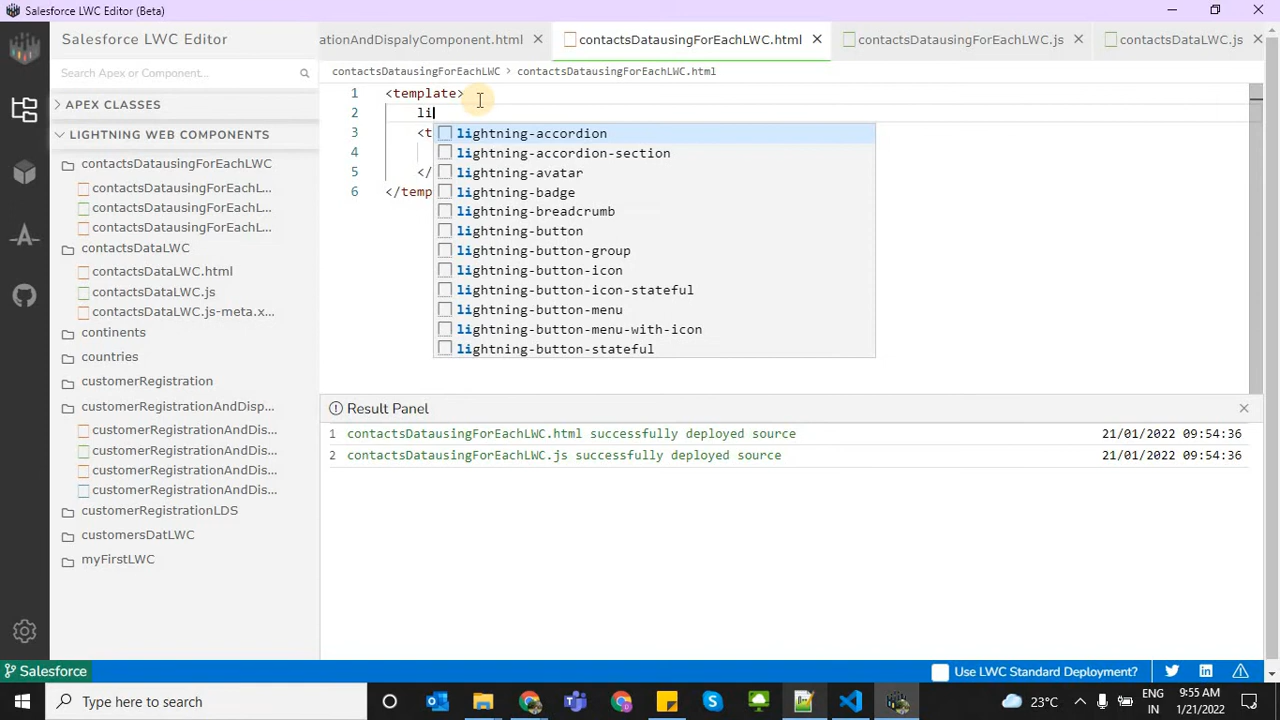 Salesforce LWC Editor (Beta)
Salesforce LWC Editor
Search Apex or Component...
APEX CLASSES
LIGHTNING WEB COMPONENTS
contactsDatausingForEachLWC
contactsDatausingForEachL...
contactsDatausingForEachL...
contactsDatausingForEachL...
contactsDataLWC
contactsDataLWC.html
contactsDataLWC.js
contactsDataLWC.js-meta.x...
continents
countries
customerRegistration
customerRegistrationAndDisp...
customerRegistrationAndDis...
customerRegistrationAndDis...
customerRegistrationAndDis...
customerRegistrationAndDis...
customerRegistrationLDS
customersDatLWC
myFirstLWC
ationAndDispalyComponent.html
contactsDatausingForEachLWC.html
contactsDatausingForEachLWC.js
contactsDataLWC.js
contactsDatausingForEachLWC > contactsDatausingForEachLWC.html
1 <template>
2 li
3 <t
4
5 </
6 </temp
lightning-accordion
lightning-accordion-section
lightning-avatar
lightning-badge
lightning-breadcrumb
lightning-button
lightning-button-group
lightning-button-icon
lightning-button-icon-stateful
lightning-button-menu
lightning-button-menu-with-icon
lightning-button-stateful
Result Panel
1 contactsDatausingForEachLWC.html successfully deployed source 21/01/2022 09:54:36
2 contactsDatausingForEachLWC.js successfully deployed source 21/01/2022 09:54:36
Salesforce
Use LWC Standard Deployment?
Type here to search
23°C
ENG
IN
9:55 AM
1/21/2022